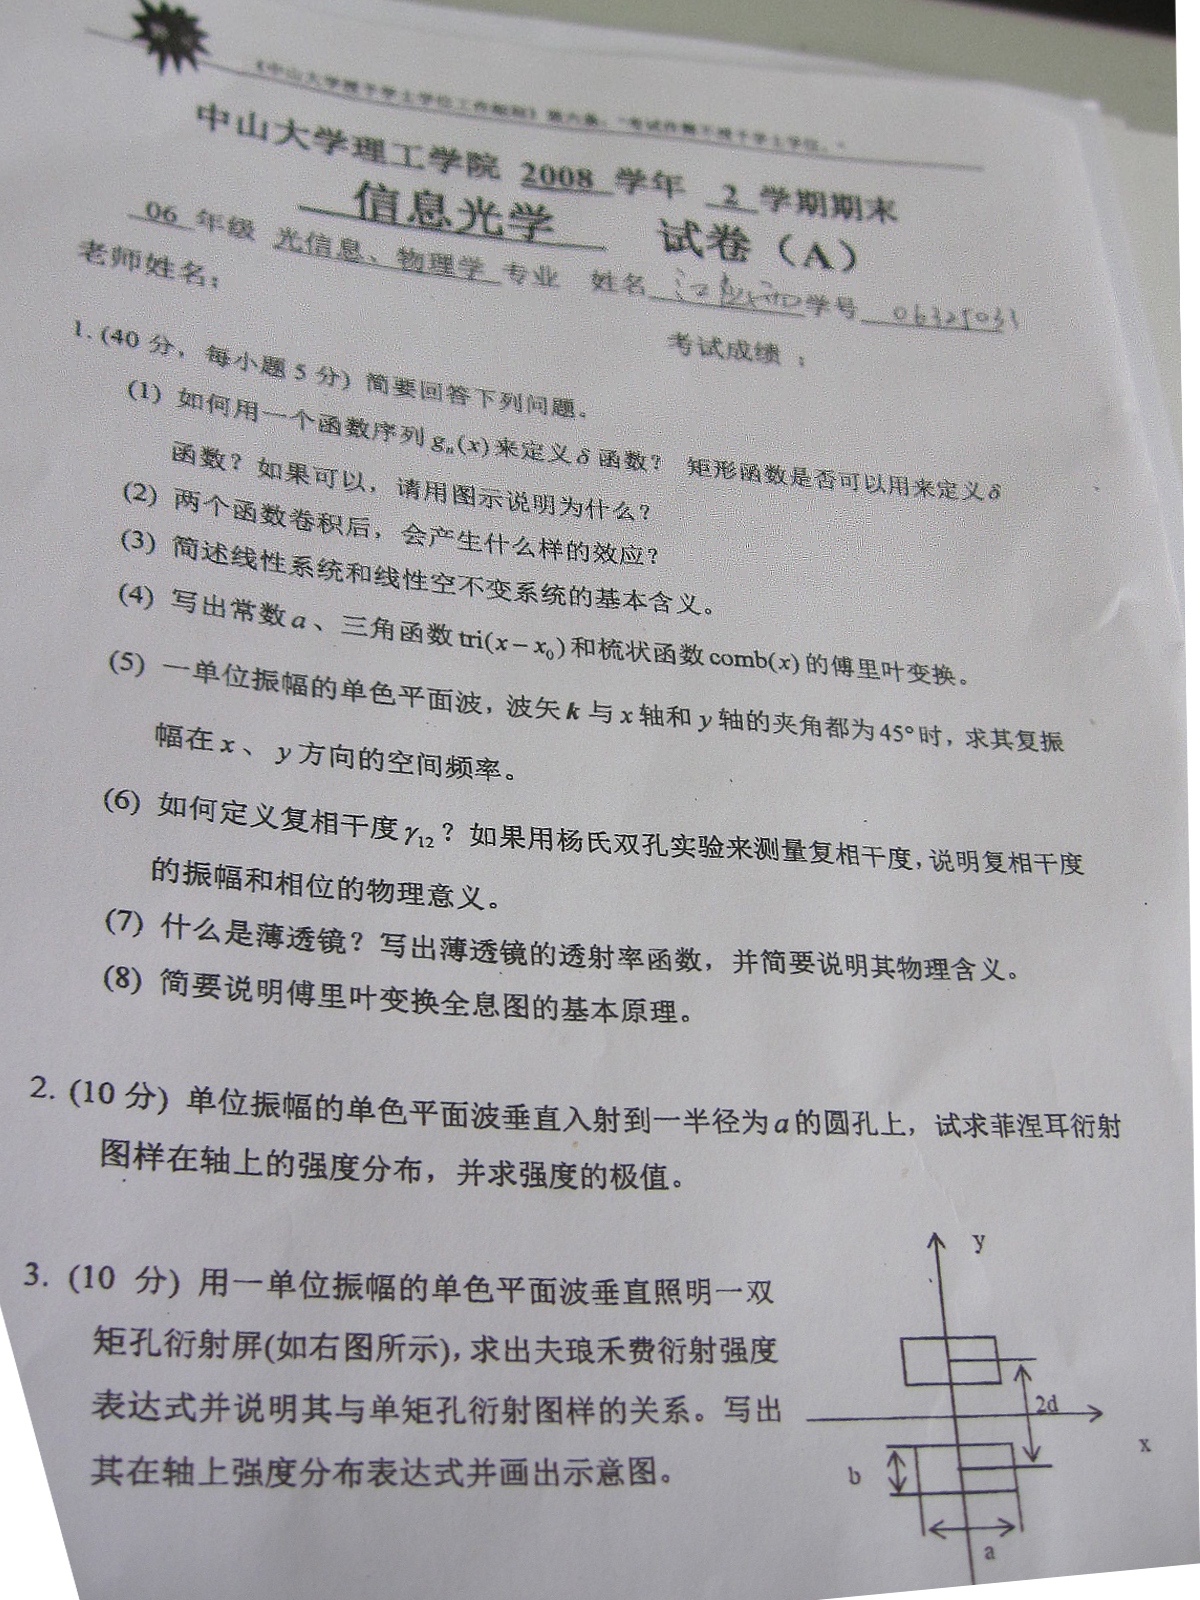 《中山大学授予学士学位工作细则》第六条："考试作弊不授予学士学位。"
中山大学理工学院 2008 学年 2 学期期末
信息光学 试卷（A）
06 年级 光信息、物理学 专业 姓名 学号 06325033
老师姓名： 考试成绩：
1. (40 分，每小题 5 分) 简要回答下列问题。
(1) 如何用一个函数序列 gₙ(x) 来定义 δ 函数？ 矩形函数是否可以用来定义 δ
函数？如果可以，请用图示说明为什么？
(2) 两个函数卷积后，会产生什么样的效应？
(3) 简述线性系统和线性空不变系统的基本含义。
(4) 写出常数 a、三角函数 tri(x－x₀) 和梳状函数 comb(x) 的傅里叶变换。
(5) 一单位振幅的单色平面波，波矢 k 与 x 轴和 y 轴的夹角都为 45° 时，求其复振
幅在 x、 y 方向的空间频率。
(6) 如何定义复相干度 γ₁₂？如果用杨氏双孔实验来测量复相干度，说明复相干度
的振幅和相位的物理意义。
(7) 什么是薄透镜？写出薄透镜的透射率函数，并简要说明其物理含义。
(8) 简要说明傅里叶变换全息图的基本原理。
2. (10 分) 单位振幅的单色平面波垂直入射到一半径为 a 的圆孔上，试求菲涅耳衍射
图样在轴上的强度分布，并求强度的极值。
3. (10 分) 用一单位振幅的单色平面波垂直照明一双
矩孔衍射屏(如右图所示)，求出夫琅禾费衍射强度
表达式并说明其与单矩孔衍射图样的关系。写出
其在轴上强度分布表达式并画出示意图。
y
2d
x
b
a